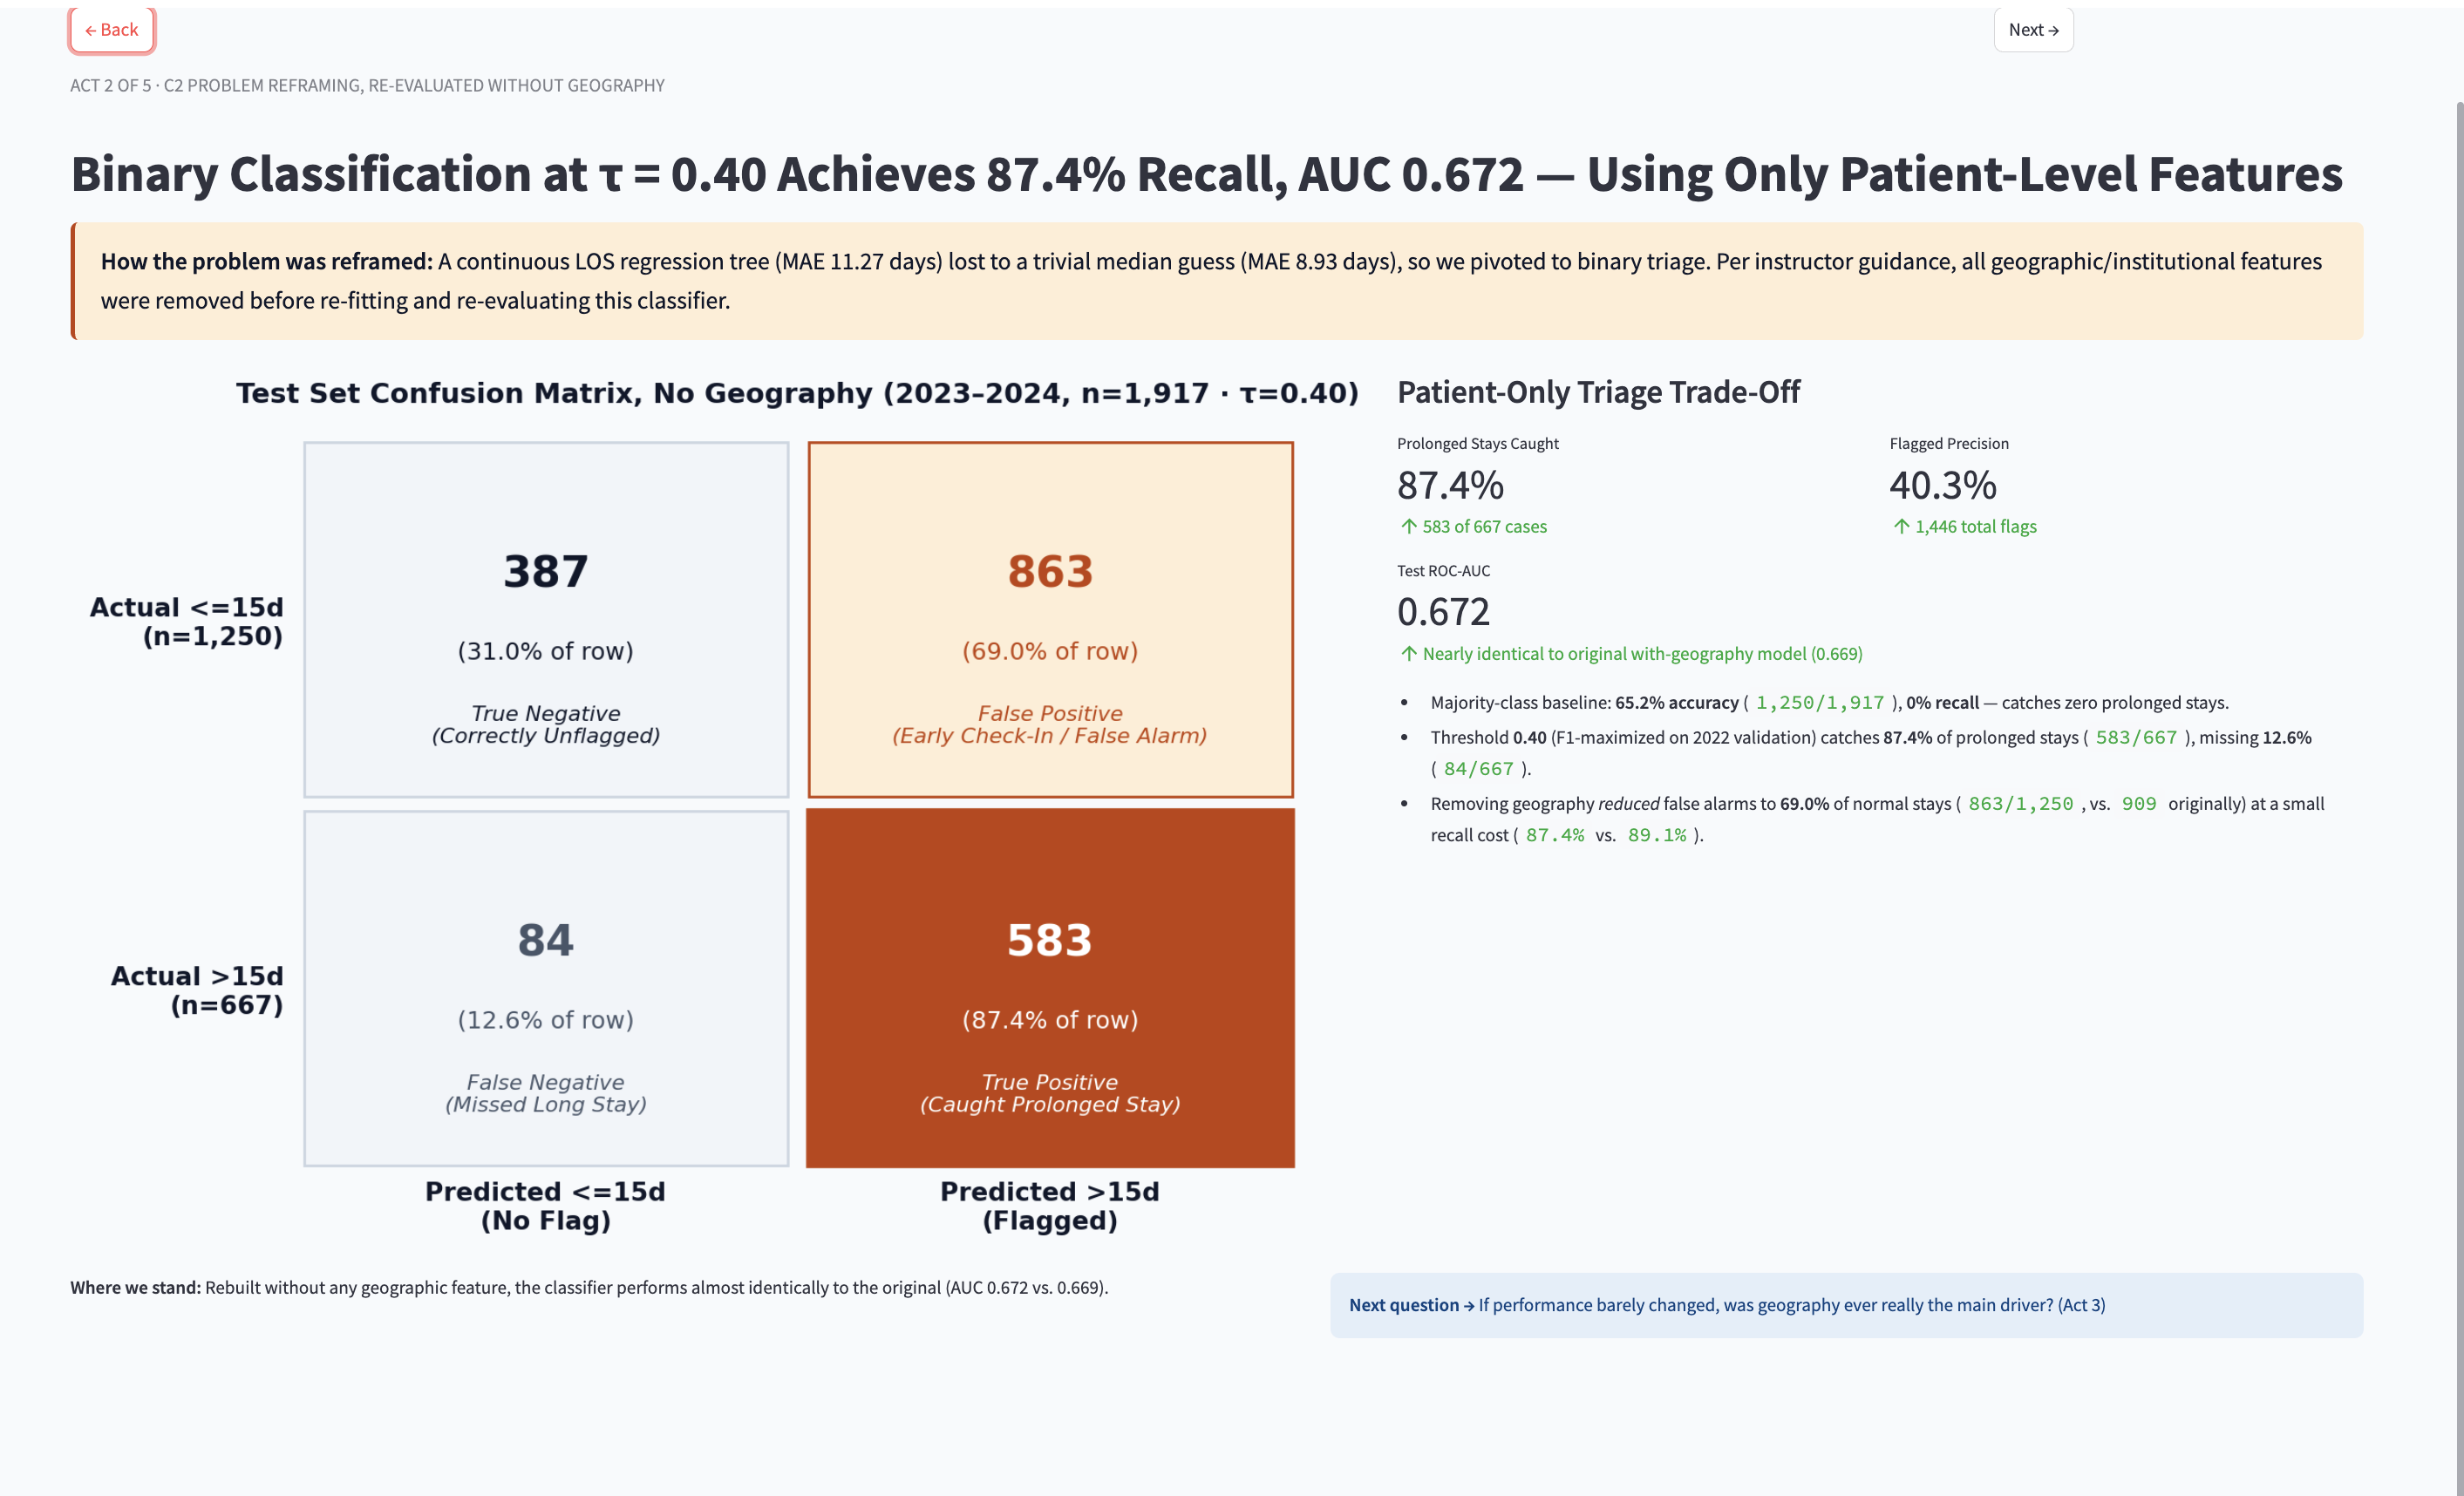 ← Back
Next →
ACT 2 OF 5 · C2 PROBLEM REFRAMING, RE-EVALUATED WITHOUT GEOGRAPHY
Binary Classification at τ = 0.40 Achieves 87.4% Recall, AUC 0.672 — Using Only Patient-Level Features
How the problem was reframed: A continuous LOS regression tree (MAE 11.27 days) lost to a trivial median guess (MAE 8.93 days), so we pivoted to binary triage. Per instructor guidance, all geographic/institutional features
were removed before re-fitting and re-evaluating this classifier.
Test Set Confusion Matrix, No Geography (2023–2024, n=1,917 · τ=0.40)
Actual <=15d
(n=1,250)
387
(31.0% of row)
True Negative
(Correctly Unflagged)
863
(69.0% of row)
False Positive
(Early Check-In / False Alarm)
Actual >15d
(n=667)
84
(12.6% of row)
False Negative
(Missed Long Stay)
583
(87.4% of row)
True Positive
(Caught Prolonged Stay)
Predicted <=15d
(No Flag)
Predicted >15d
(Flagged)
Patient-Only Triage Trade-Off
Prolonged Stays Caught
87.4%
↑ 583 of 667 cases
Flagged Precision
40.3%
↑ 1,446 total flags
Test ROC-AUC
0.672
↑ Nearly identical to original with-geography model (0.669)
• Majority-class baseline: 65.2% accuracy ( 1,250/1,917 ), 0% recall — catches zero prolonged stays.
• Threshold 0.40 (F1-maximized on 2022 validation) catches 87.4% of prolonged stays ( 583/667 ), missing 12.6%
( 84/667 ).
• Removing geography reduced false alarms to 69.0% of normal stays ( 863/1,250 , vs. 909 originally) at a small
recall cost ( 87.4% vs. 89.1% ).
Where we stand: Rebuilt without any geographic feature, the classifier performs almost identically to the original (AUC 0.672 vs. 0.669).
Next question → If performance barely changed, was geography ever really the main driver? (Act 3)